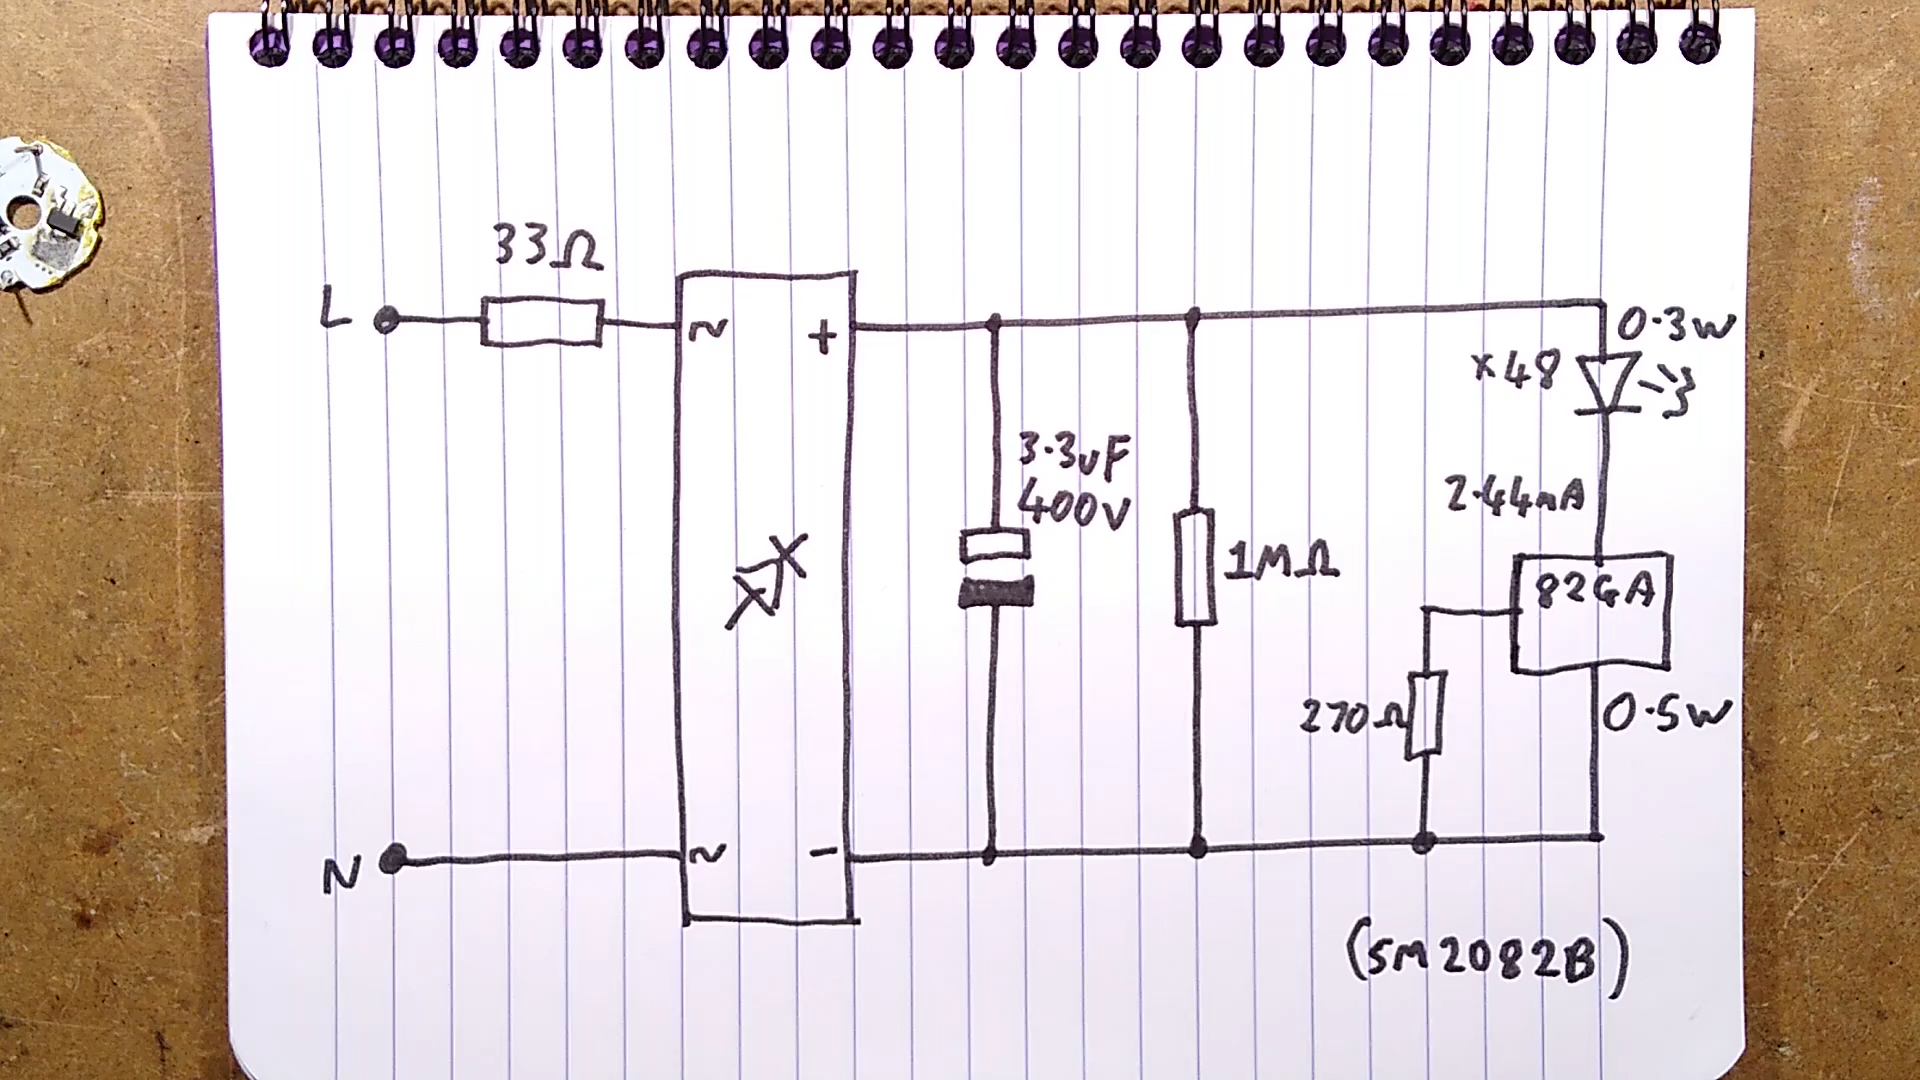 33Ω
L
~
+
0.3W
x48
3.3uF
400V
2.44mA
1MΩ
82GA
270Ω
0.5W
N
~
-
(SM2082B)